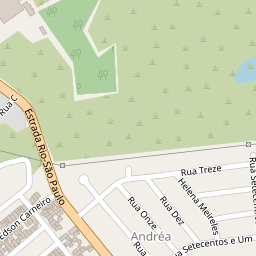 Rua C
Estrada Rio-São Paulo
Rua Treze
Helena Meireles
Edson Carneiro
Rua Onze
Rua Dez
Andréa
Rua Setecentos e Um
Rua Setecentos